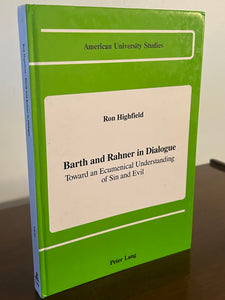 American University Studies
Ron Highfield
Barth and Rahner in Dialogue
Toward an Ecumenical Understanding
of Sin and Evil
Peter Lang